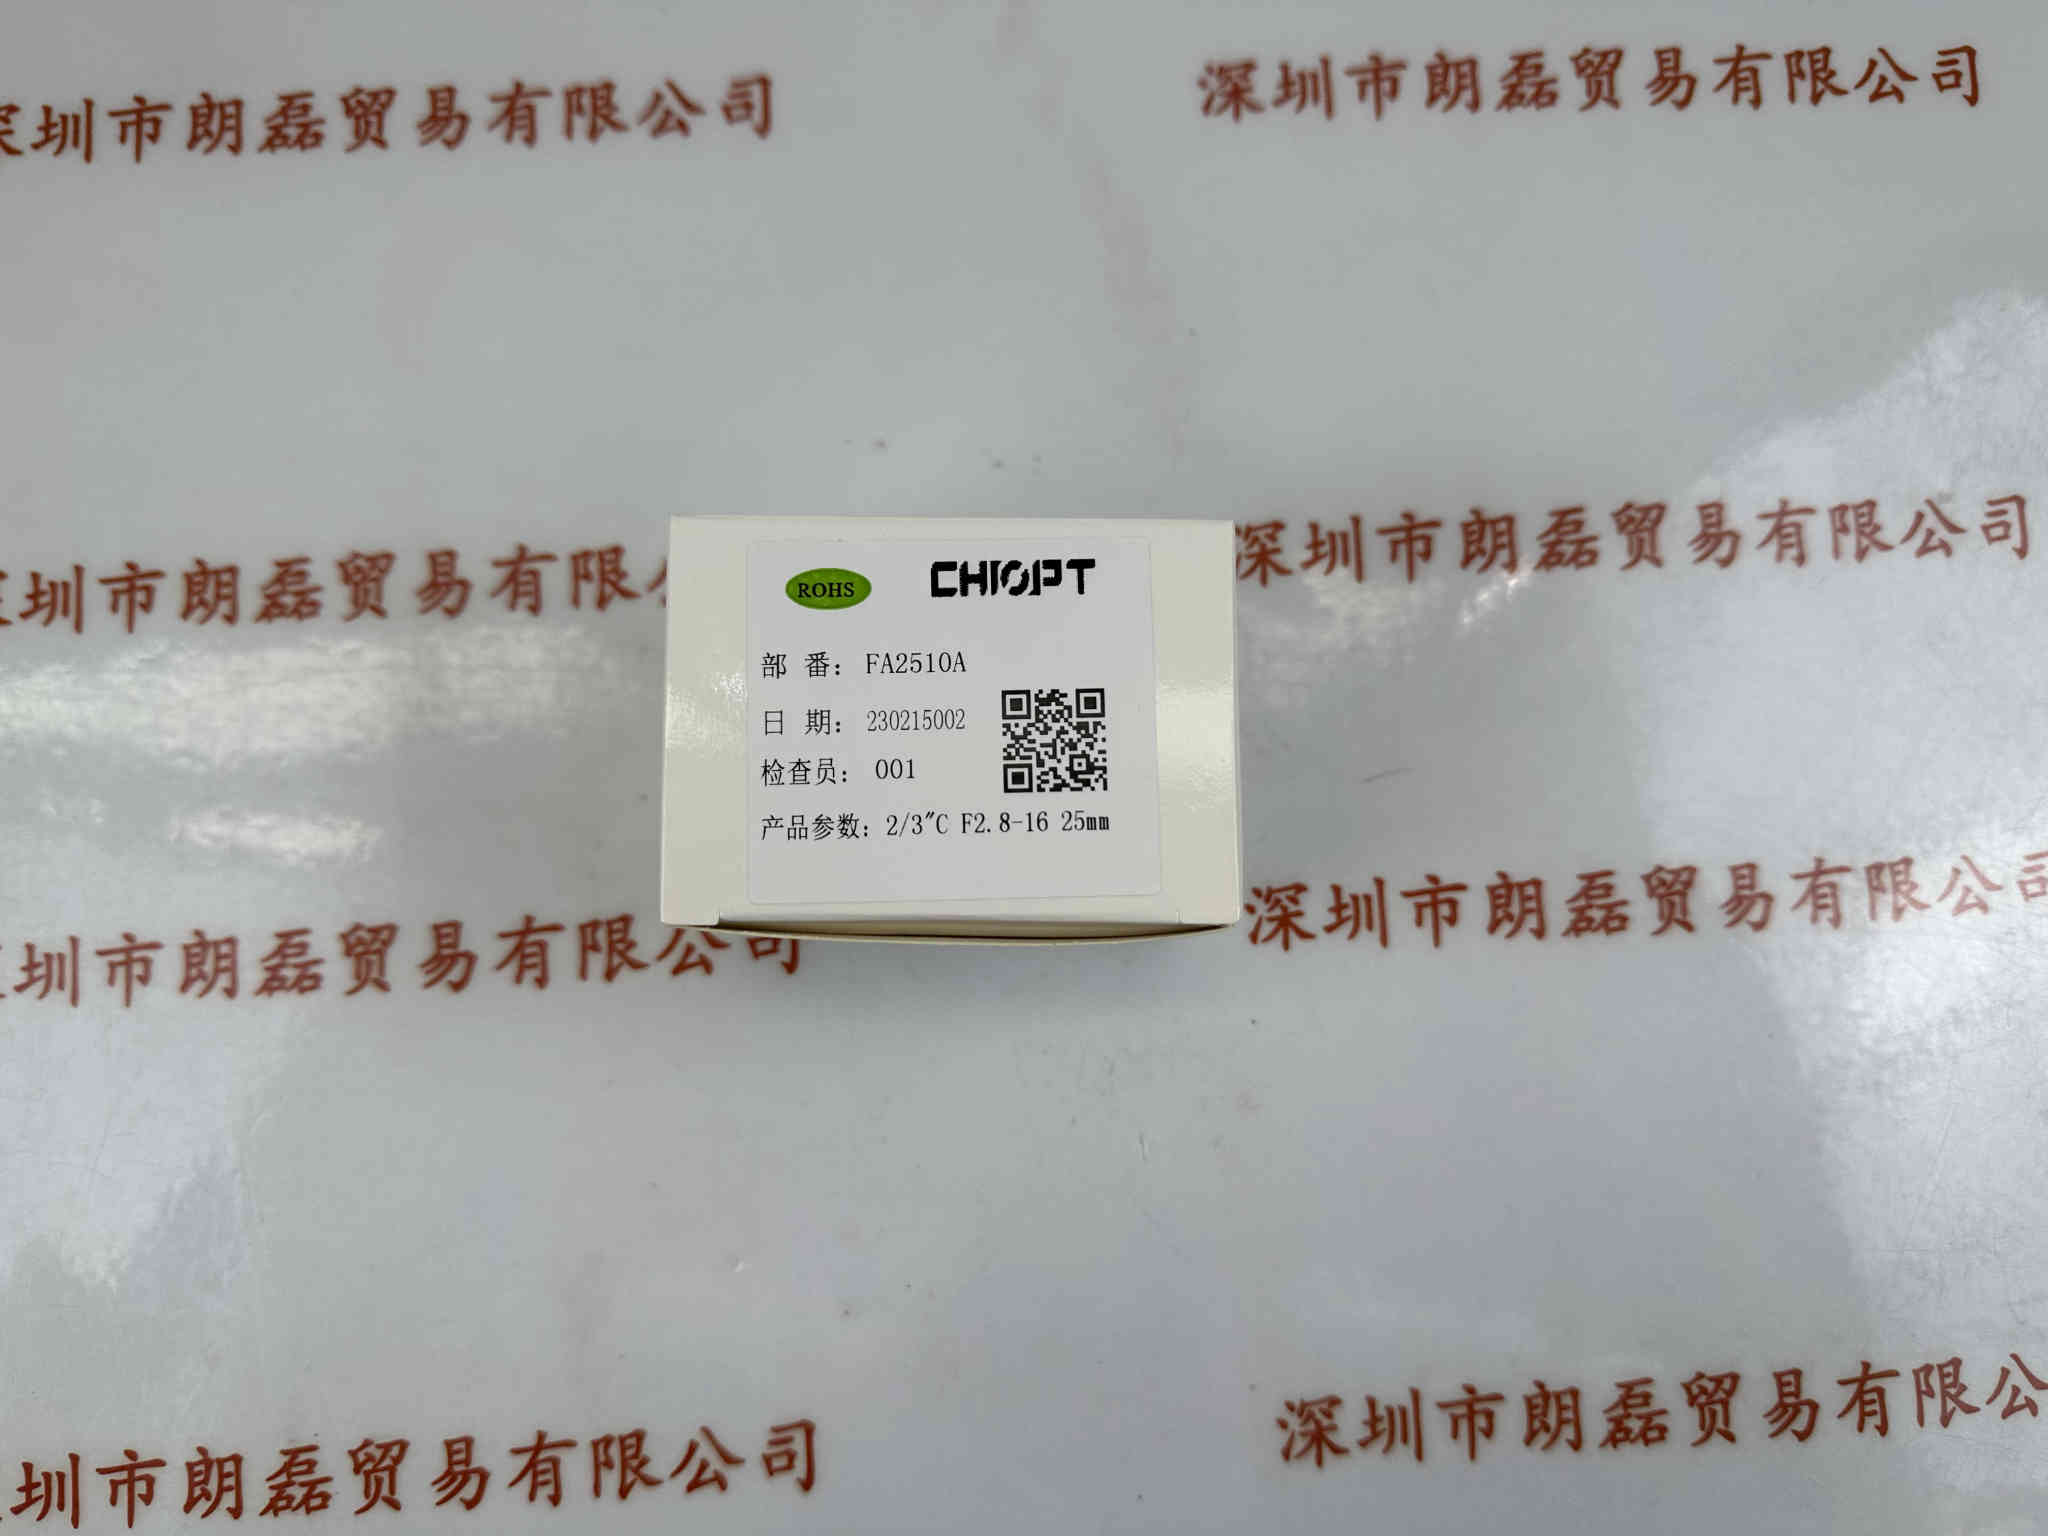 深圳市朗磊贸易有限公司
深圳市朗磊贸易有限公司
圳市朗磊贸易有限
深圳市朗磊贸易有限公司
ROHS
CHIOPT
部 番: FA2510A
日 期: 230215002
检查员: 001
产品参数: 2/3"C F2.8-16 25mm
圳市朗磊贸易有限公司
深圳市朗磊贸易有限公司
圳市朗磊贸易有限公司
深圳市朗磊贸易有限公